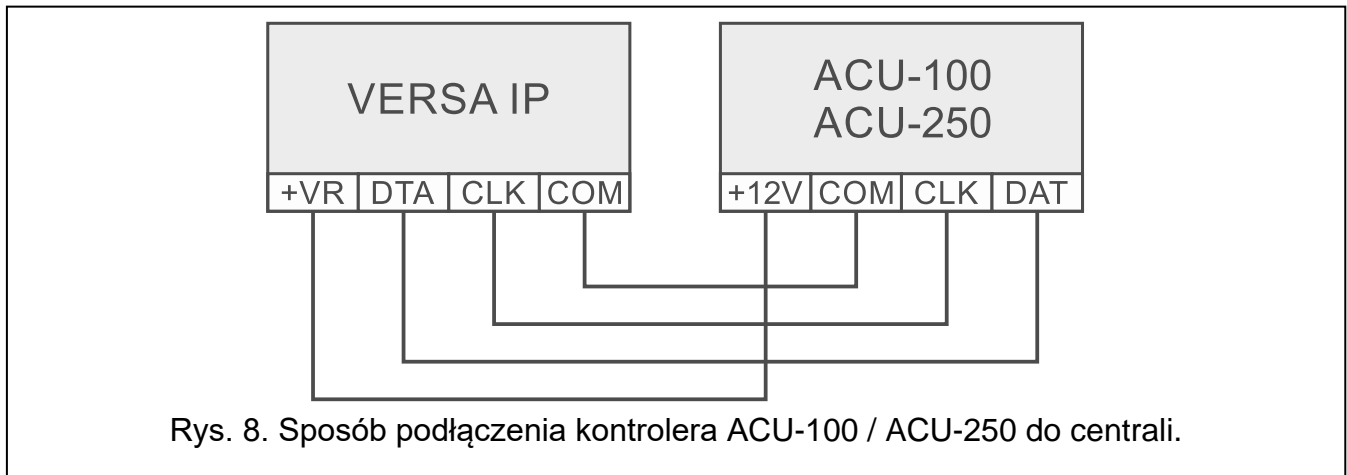 VERSA IP
+VR DTA CLK COM
ACU-100
ACU-250
+12V COM CLK DAT
Rys. 8. Sposób podłączenia kontrolera ACU-100 / ACU-250 do centrali.